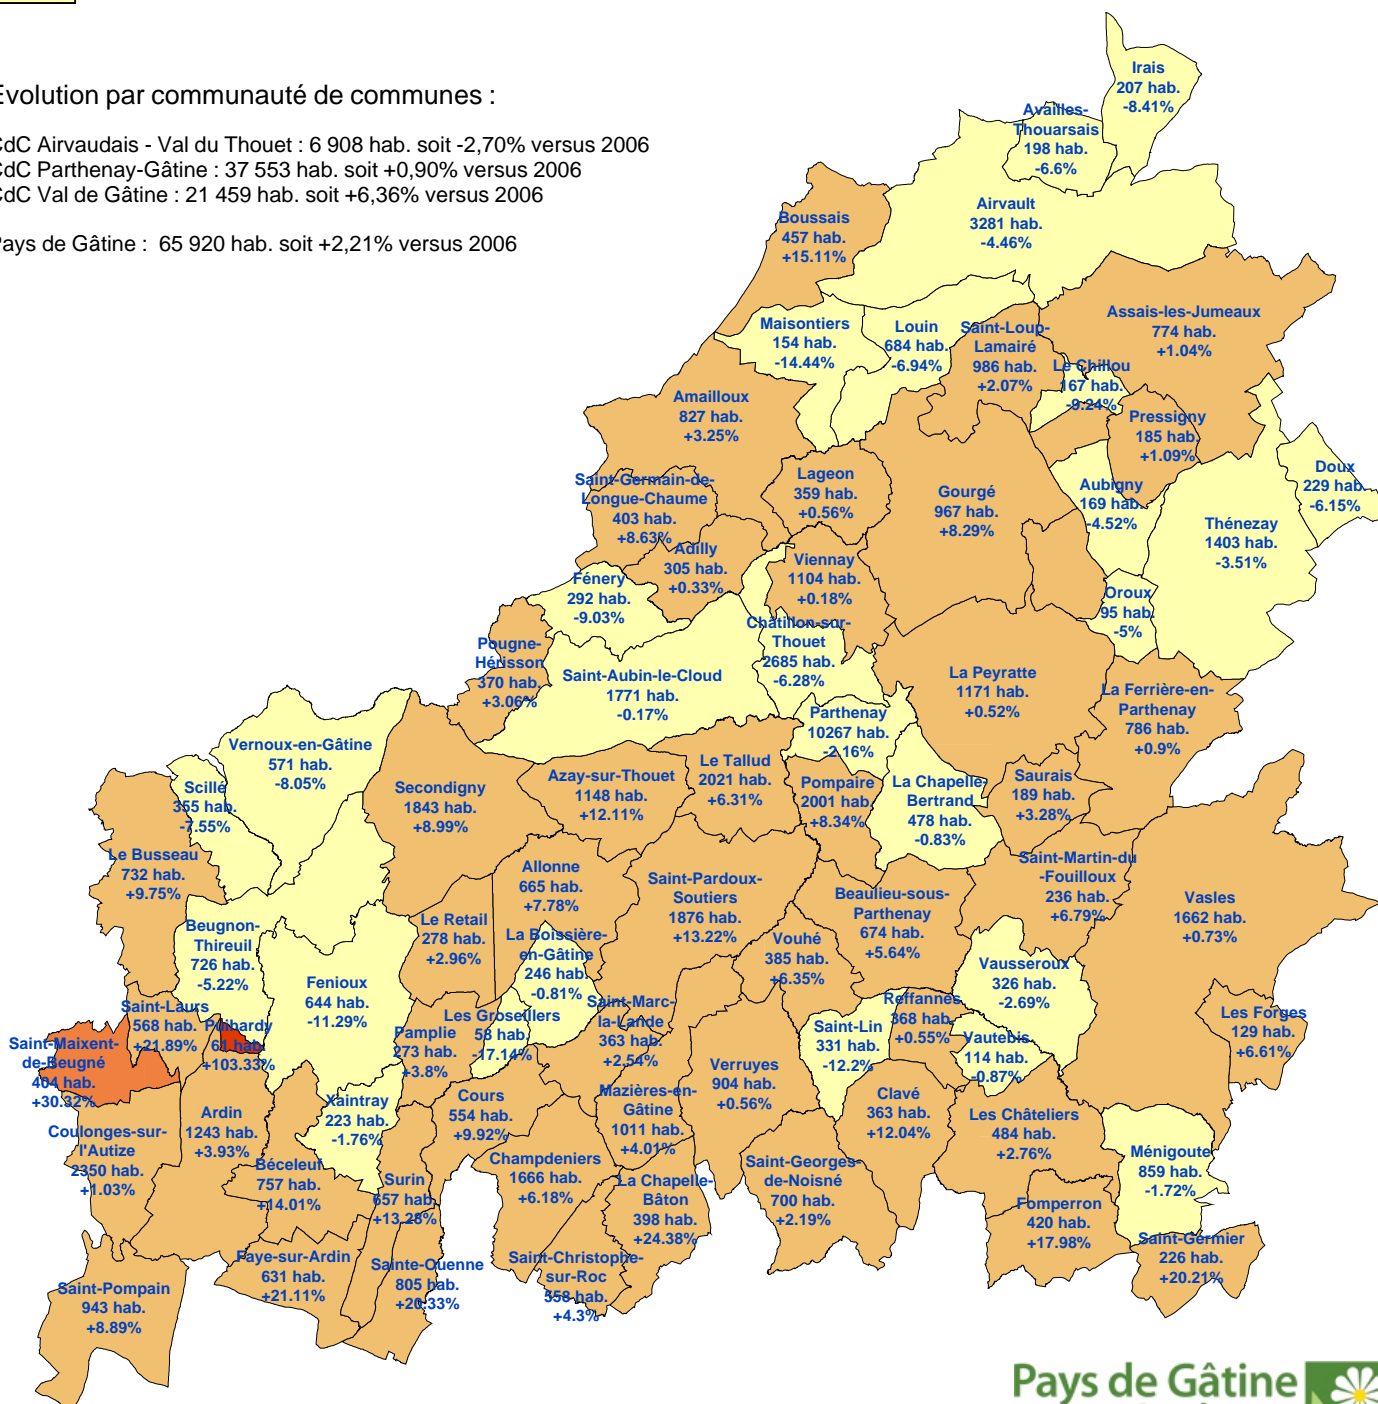 Evolution par communauté de communes :
CdC Airvaudais - Val du Thouet : 6 908 hab. soit -2,70% versus 2006
CdC Parthenay-Gâtine : 37 553 hab. soit +0,90% versus 2006
CdC Val de Gâtine : 21 459 hab. soit +6,36% versus 2006
Pays de Gâtine : 65 920 hab. soit +2,21% versus 2006
Irais
207 hab.
-8.41%
Availles-
Thouarsais
198 hab.
-6.6%
Airvault
3281 hab.
-4.46%
Boussais
457 hab.
+15.11%
Assais-les-Jumeaux
774 hab.
+1.04%
Maisontiers
154 hab.
-14.44%
Louin
684 hab.
-6.94%
Saint-Loup-
Lamairé
986 hab.
+2.07%
Le Chillou
167 hab.
-9.24%
Amailloux
827 hab.
+3.25%
Pressigny
185 hab.
+1.09%
Doux
229 hab.
-6.15%
Lageon
359 hab.
+0.56%
Saint-Germain-de-
Longue-Chaume
403 hab.
+8.63%
Gourgé
967 hab.
+8.29%
Aubigny
169 hab.
-4.52%
Thénezay
1403 hab.
-3.51%
Adilly
305 hab.
+0.33%
Viennay
1104 hab.
+0.18%
Fénery
292 hab.
-9.03%
Oroux
95 hab.
-5%
Châtillon-sur-
Thouet
2685 hab.
-6.28%
Pougne-
Hérisson
370 hab.
+3.06%
Saint-Aubin-le-Cloud
1771 hab.
-0.17%
La Peyratte
1171 hab.
+0.52%
La Ferrière-en-
Parthenay
786 hab.
+0.9%
Parthenay
10267 hab.
-2.16%
Vernoux-en-Gâtine
571 hab.
-8.05%
Scillé
355 hab.
-7.55%
Secondigny
1843 hab.
+8.99%
Azay-sur-Thouet
1148 hab.
+12.11%
Le Tallud
2021 hab.
+6.31%
Pompaire
2001 hab.
+8.34%
La Chapelle-
Bertrand
478 hab.
-0.83%
Saurais
189 hab.
+3.28%
Le Busseau
732 hab.
+9.75%
Allonne
665 hab.
+7.78%
Saint-Pardoux-
Soutiers
1876 hab.
+13.22%
Beaulieu-sous-
Parthenay
674 hab.
+5.64%
Saint-Martin-du
-Fouilloux
236 hab.
+6.79%
Vasles
1662 hab.
+0.73%
Beugnon-
Thireuil
726 hab.
-5.22%
Le Retail
278 hab.
+2.96%
La Boissière-
en-Gâtine
246 hab.
-0.81%
Vouhé
385 hab.
+6.35%
Vausseroux
326 hab.
-2.69%
Fenioux
644 hab.
-11.29%
Saint-Laurs
568 hab.
+21.89%
Puihardy
61 hab.
+103.33%
Saint-Maixent-
de-Beugné
404 hab.
+30.32%
Pamplie
273 hab.
+3.8%
Les Groseillers
58 hab.
-17.14%
Saint-Marc-
la-Lande
363 hab.
+2.54%
Saint-Lin
331 hab.
-12.2%
Reffannes
368 hab.
+0.55%
Vautebis
114 hab.
-0.87%
Les Forges
129 hab.
+6.61%
Verruyes
904 hab.
+0.56%
Xaintray
223 hab.
-1.76%
Cours
554 hab.
+9.92%
Mazières-en-
Gâtine
1011 hab.
+4.01%
Clavé
363 hab.
+12.04%
Les Châteliers
484 hab.
+2.76%
Ardin
1243 hab.
+3.93%
Coulonges-sur-
l'Autize
2350 hab.
+1.03%
Ménigoute
859 hab.
-1.72%
Béceleuf
757 hab.
+14.01%
Surin
657 hab.
+13.28%
Champdeniers
1666 hab.
+6.18%
La Chapelle-
Bâton
398 hab.
+24.38%
Saint-Georges-
de-Noisné
700 hab.
+2.19%
Fomperron
420 hab.
+17.98%
Saint-Germier
226 hab.
+20.21%
Faye-sur-Ardin
631 hab.
+21.11%
Sainte-Ouenne
805 hab.
+20.33%
Saint-Christophe-
sur-Roc
558 hab.
+4.3%
Saint-Pompain
943 hab.
+8.89%
Pays de Gâtine